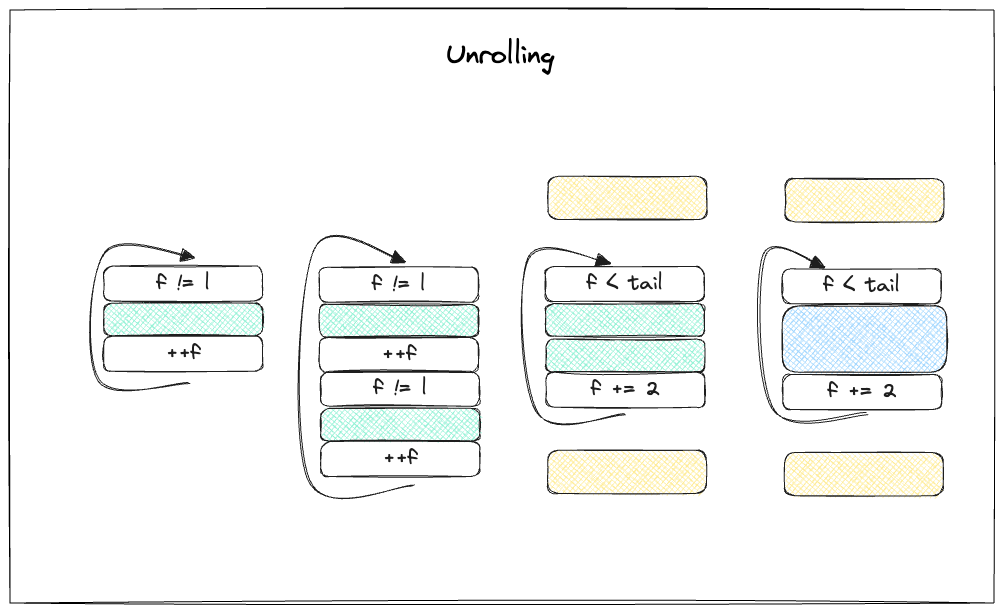 Unrolling
f != l
++f
f != l
++f
f != l
++f
f < tail
f += 2
f < tail
f += 2